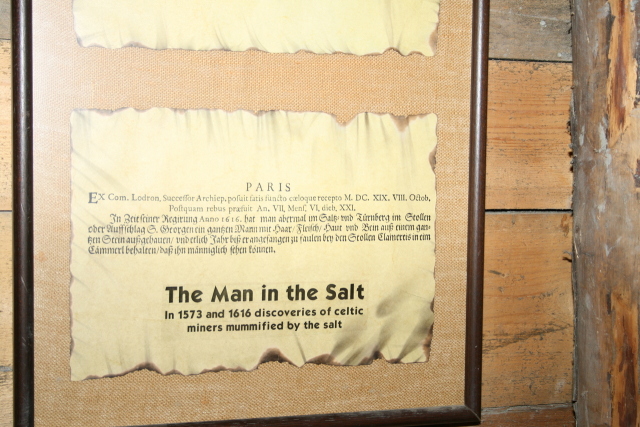 PARIS
EX Com. Lodron, Successor Archiep. posuit fatis functo cæloque recepto M. DC. XIX. VIII. Octob.
Postquam rebus præfuit An. VII. Mens. VI. dieb. XXI.
In Zeit seiner Regirung Anno 1616. hat man abermal im Saltz vnd Türnberg im Stollen
oder Auffschlag S. Georgen ein gantzen Mann mit Haar/ Fleisch/ Haut vnd Bein auß einem gan-
tzen Stein außgehauen/ vnd etlich Jahr biß er angefangen zu faulen bey den Stollen in eim
Cammerl behalten/ daß ihn männiglich sehen können.
The Man in the Salt
In 1573 and 1616 discoveries of celtic
miners mummified by the salt